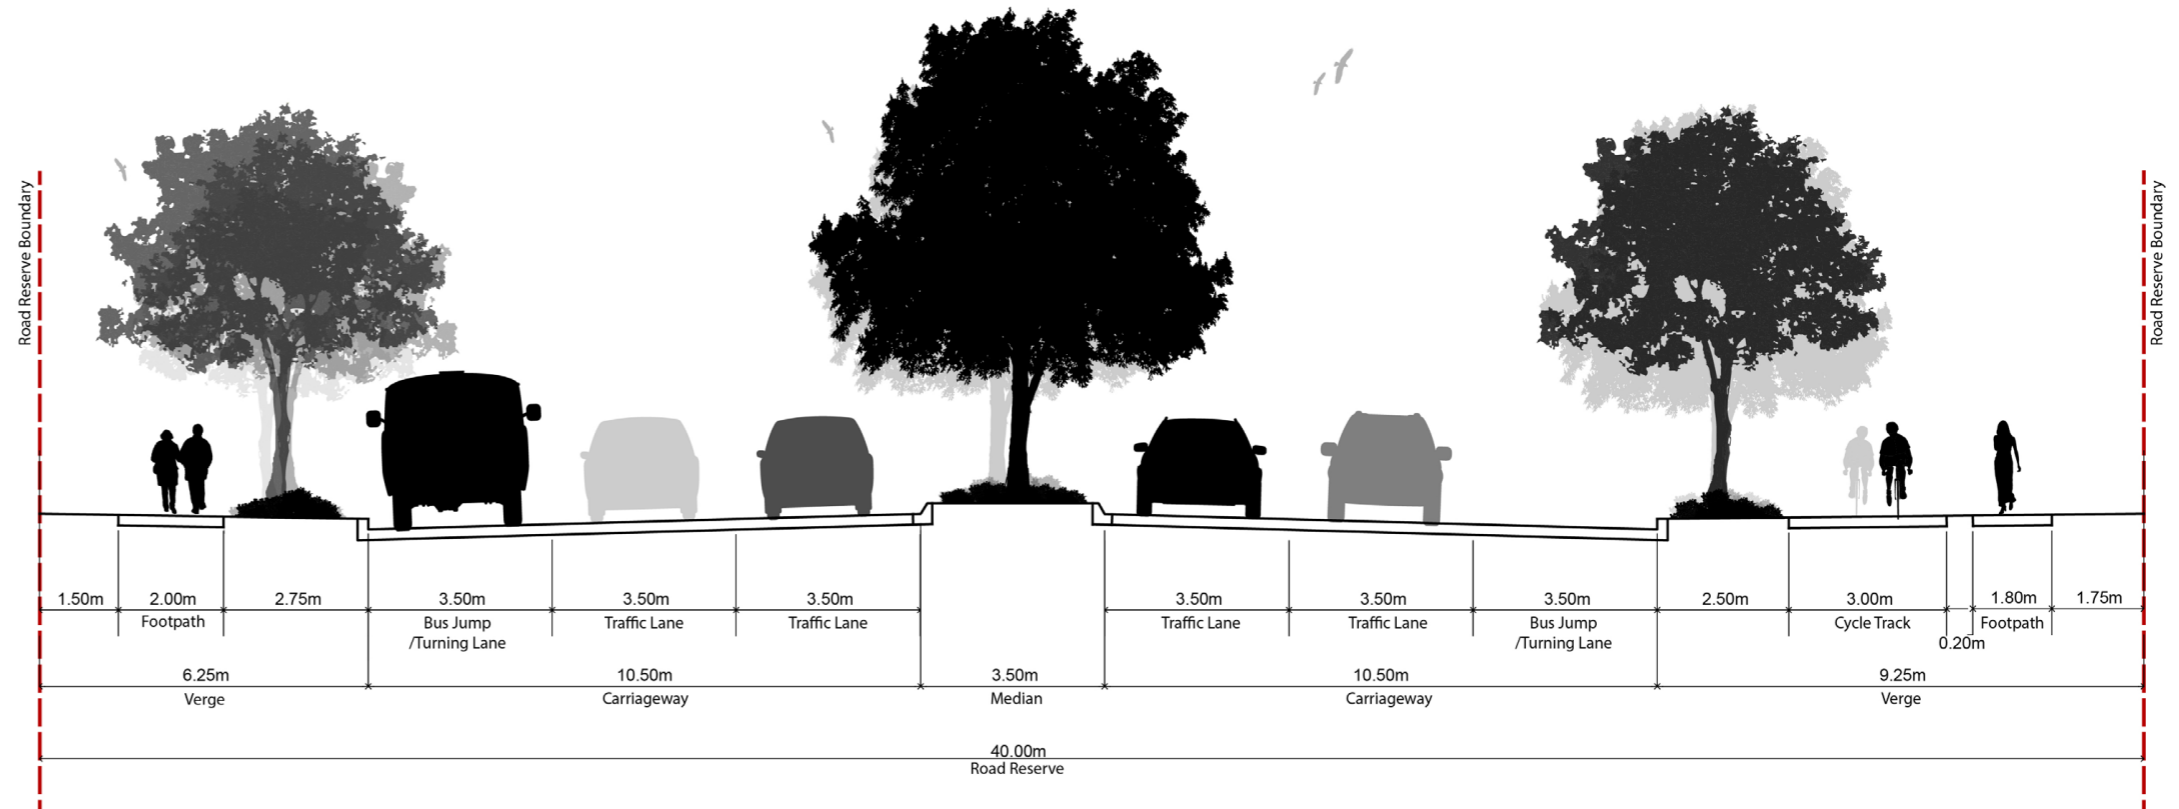 Road Reserve Boundary
Road Reserve Boundary
1.50m
2.00m
2.75m
3.50m
3.50m
3.50m
3.50m
3.50m
3.50m
2.50m
3.00m
1.80m
1.75m
Footpath
Bus Jump
/Turning Lane
Traffic Lane
Traffic Lane
Traffic Lane
Traffic Lane
Bus Jump
/Turning Lane
Cycle Track
0.20m
Footpath
6.25m
10.50m
3.50m
10.50m
9.25m
Verge
Carriageway
Median
Carriageway
Verge
40.00m
Road Reserve